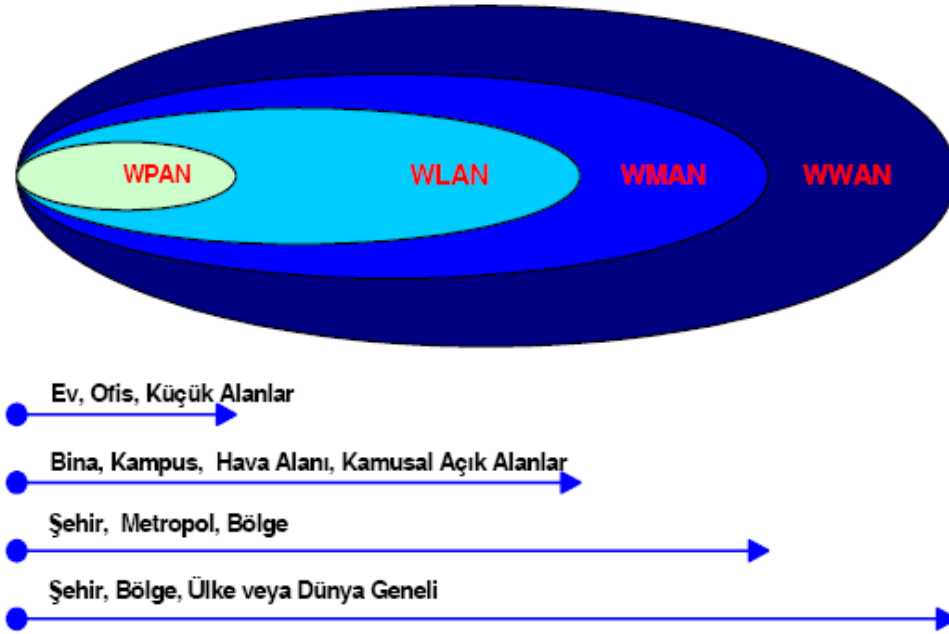 WPAN WLAN WMAN WWAN
Ev, Ofis, Küçük Alanlar
Bina, Kampus, Hava Alanı, Kamusal Açık Alanlar
Şehir, Metropol, Bölge
Şehir, Bölge, Ülke veya Dünya Geneli